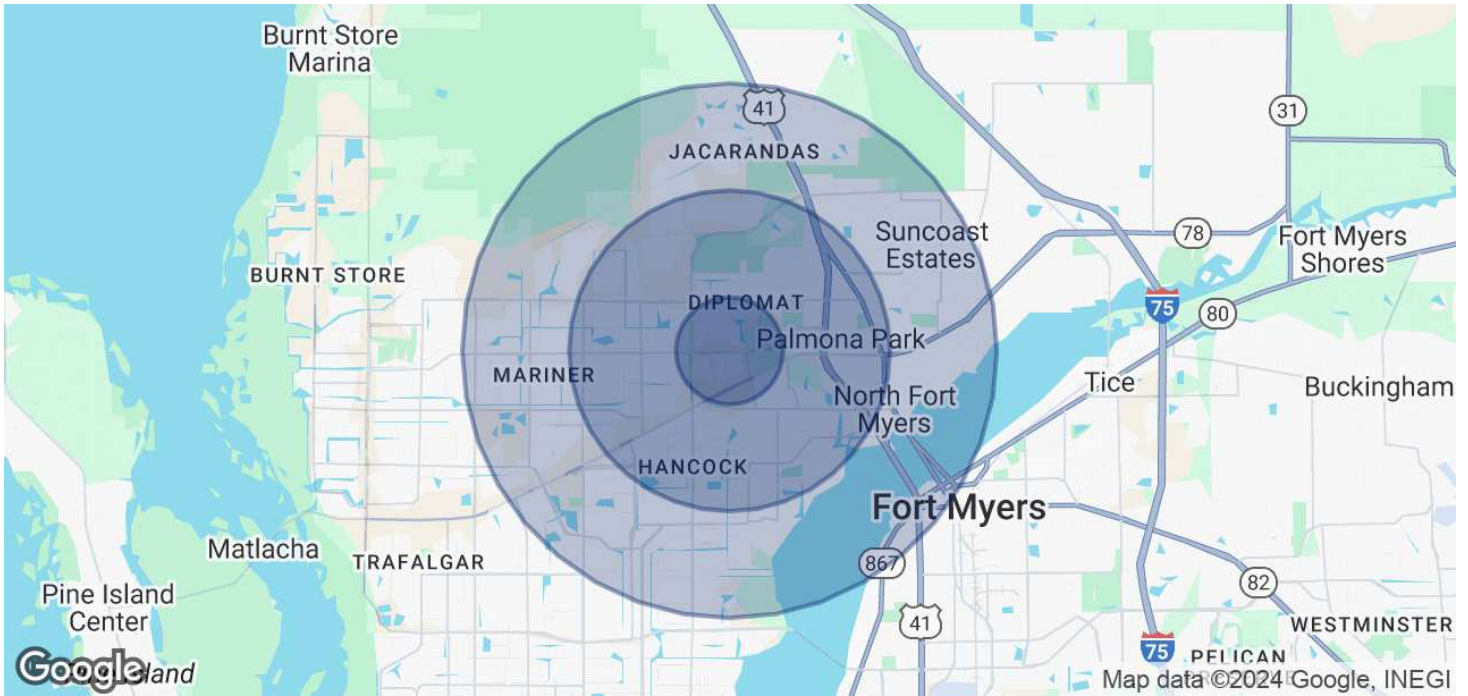 Burnt Store
Marina
41
31
JACARANDAS
Suncoast
Estates
78
Fort Myers
Shores
BURNT STORE
DIPLOMAT
75
80
Palmona Park
MARINER
Tice
Buckingham
North Fort
Myers
HANCOCK
Fort Myers
Matlacha
TRAFALGAR
867
82
Pine Island
Center
41
WESTMINSTER
75
PELICAN
Google
Island
Map data ©2024 Google, INEGI